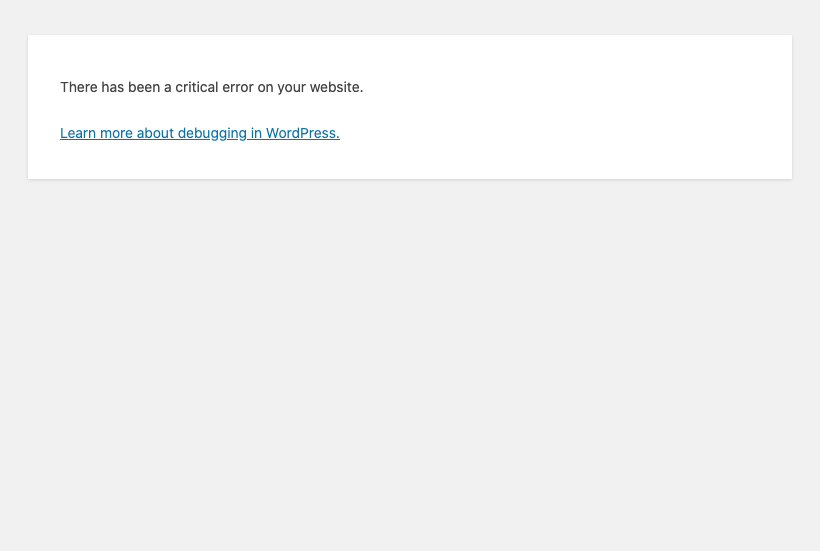 There has been a critical error on your website.
Learn more about debugging in WordPress.